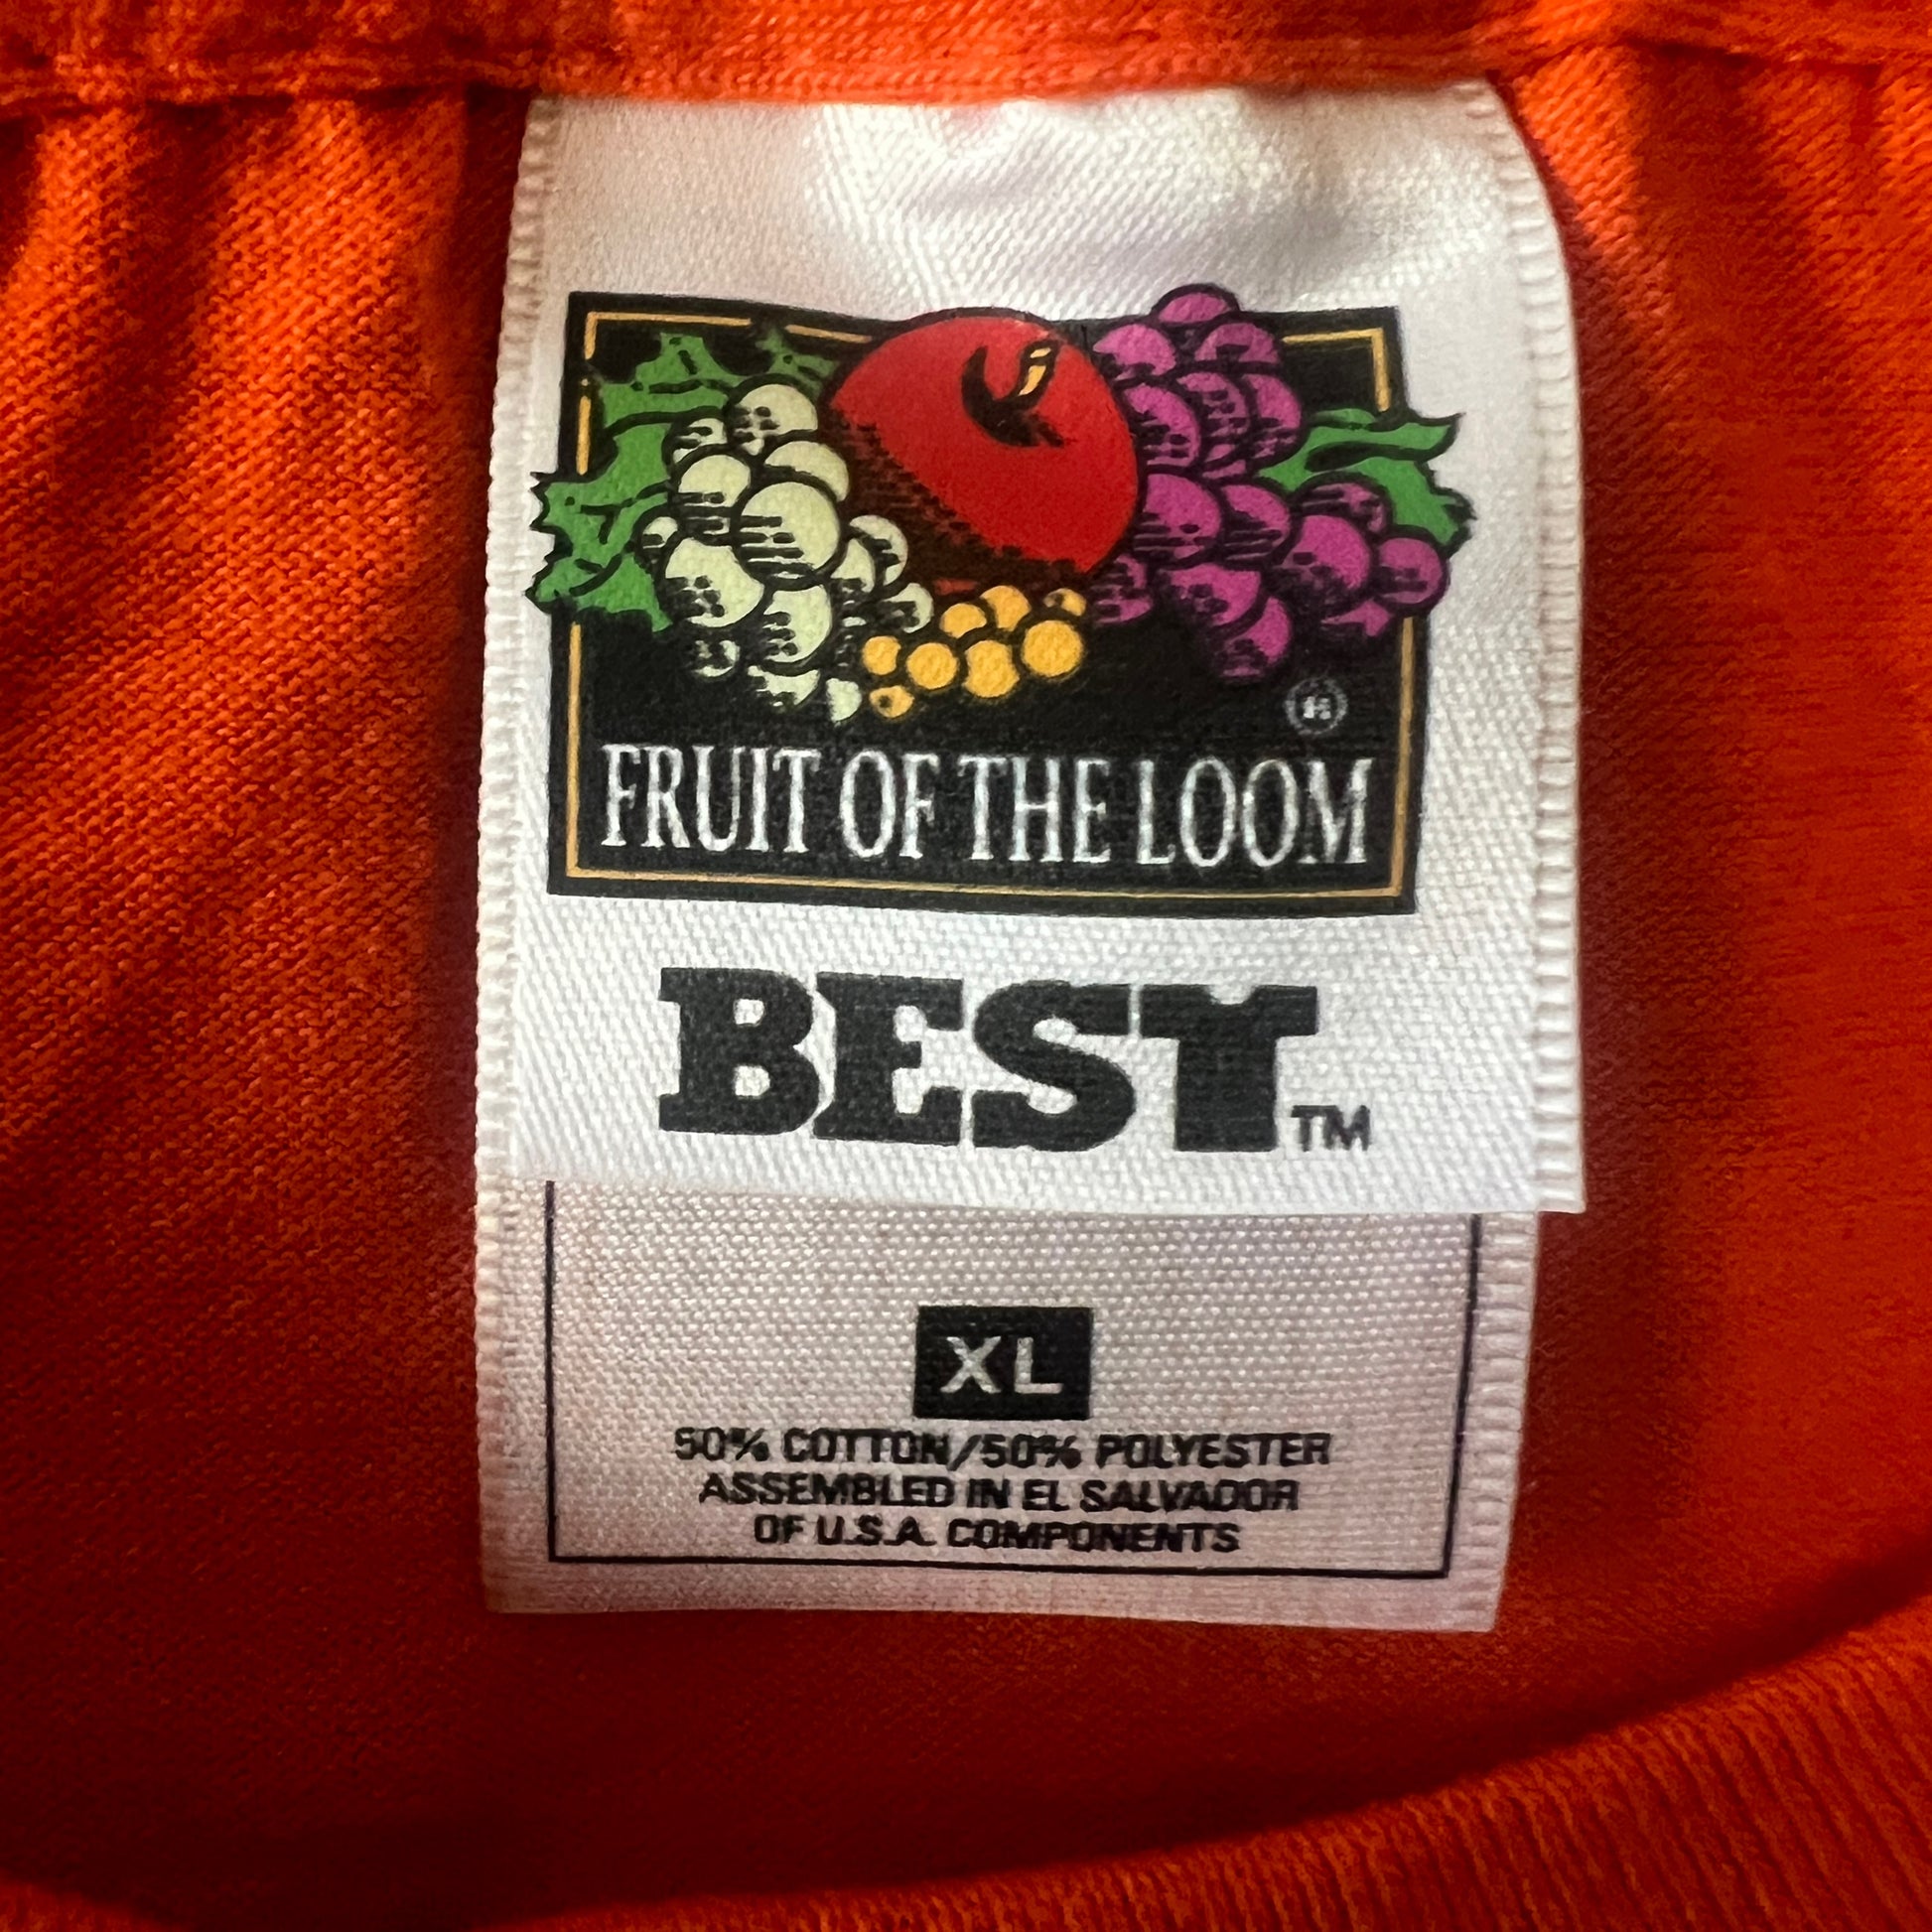 ®
FRUIT OF THE LOOM
BEST™
XL
50% COTTON/50% POLYESTER
ASSEMBLED IN EL SALVADOR
OF U.S.A. COMPONENTS